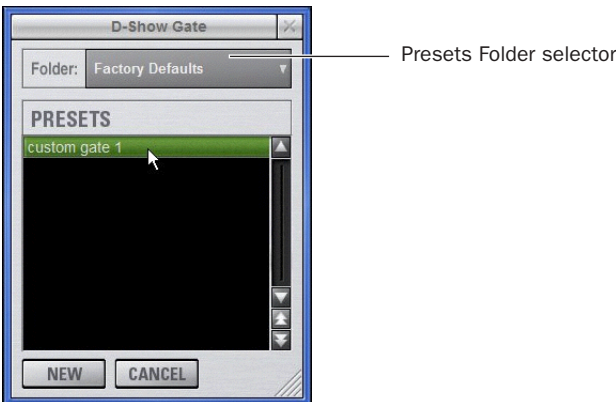 D-Show Gate
Folder: Factory Defaults
Presets Folder selector
PRESETS
custom gate 1
NEW CANCEL